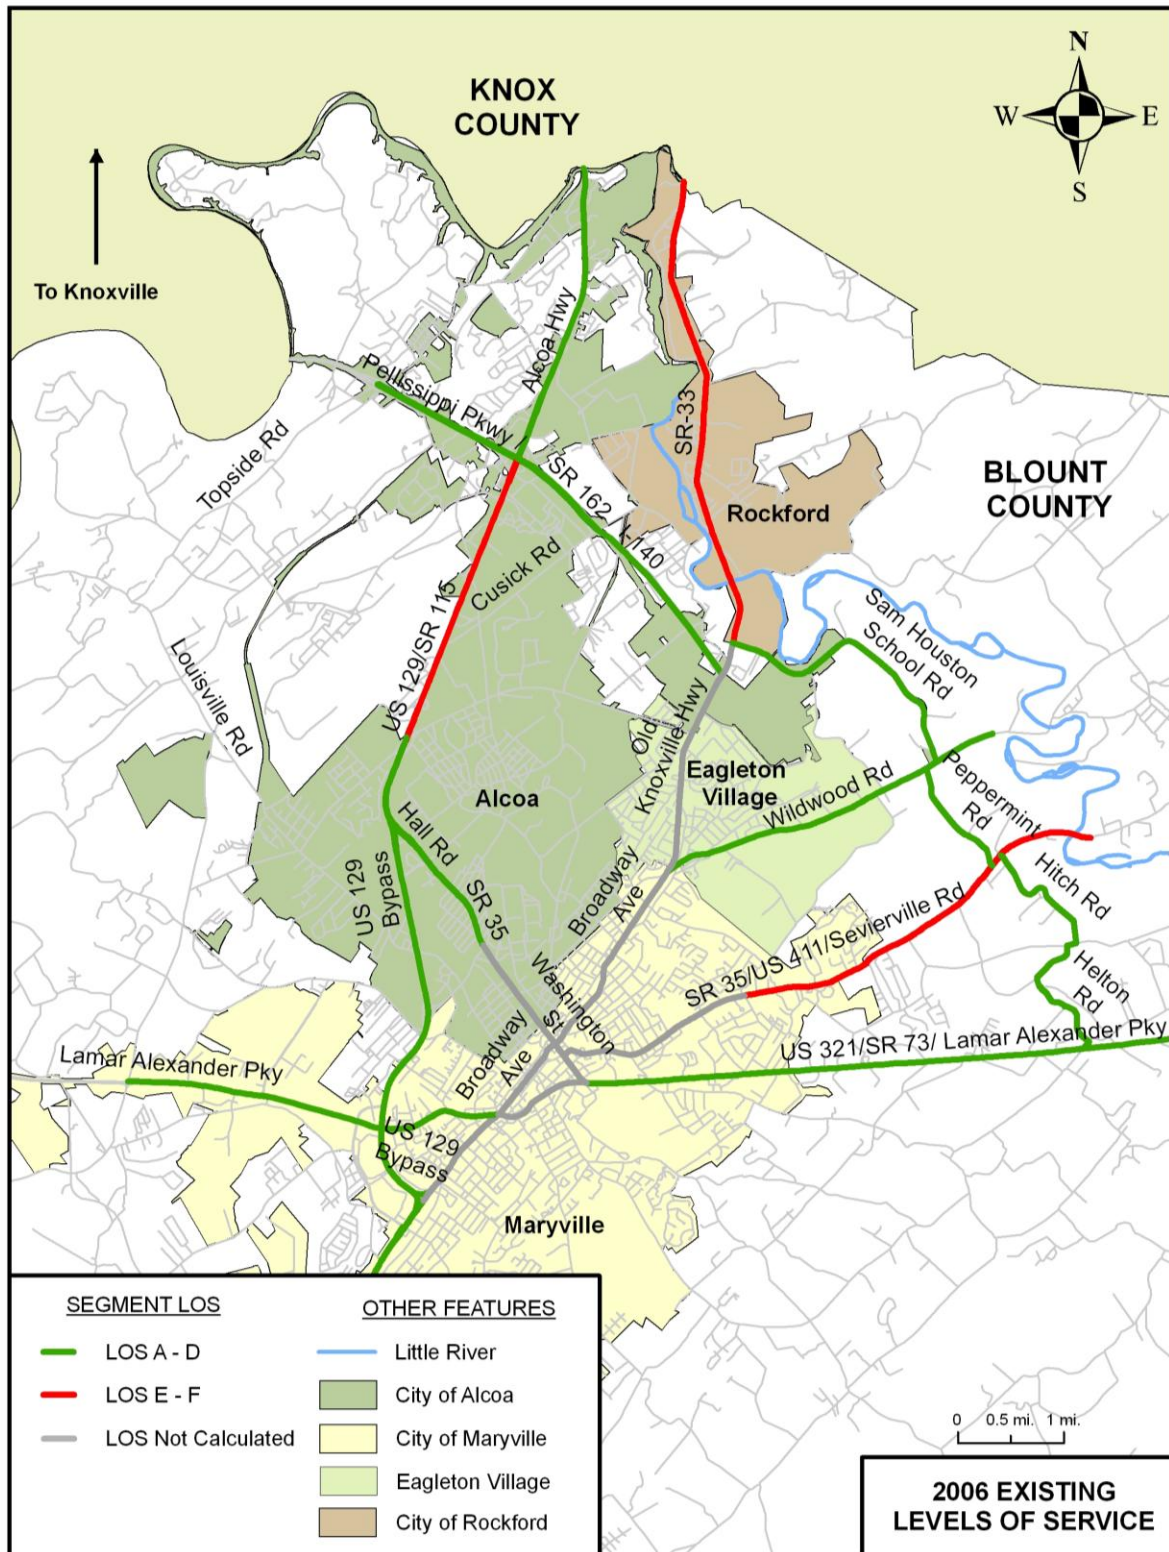 KNOX
COUNTY
N
W
E
S
To Knoxville
Alcoa Hwy
Pellissippi Pkwy /
SR 162 / I-140
SR-33
Topside Rd
BLOUNT
COUNTY
Rockford
Cusick Rd
US 129/SR 115
Sam Houston
School Rd
Louisville Rd
Old
Knoxville Hwy
Eagleton
Village
Peppermint
Rd
Wildwood Rd
Alcoa
Hall Rd
SR 35
US 129
Bypass
Broadway
Ave
Hitch Rd
SR 35/US 411/Sevierville Rd
Washington
St
Helton
Rd
Broadway
Ave
US 321/SR 73/ Lamar Alexander Pky
Lamar Alexander Pky
US 129
Bypass
Maryville
SEGMENT LOS
LOS A - D
LOS E - F
LOS Not Calculated
OTHER FEATURES
Little River
City of Alcoa
City of Maryville
Eagleton Village
City of Rockford
0 0.5 mi. 1 mi.
2006 EXISTING
LEVELS OF SERVICE